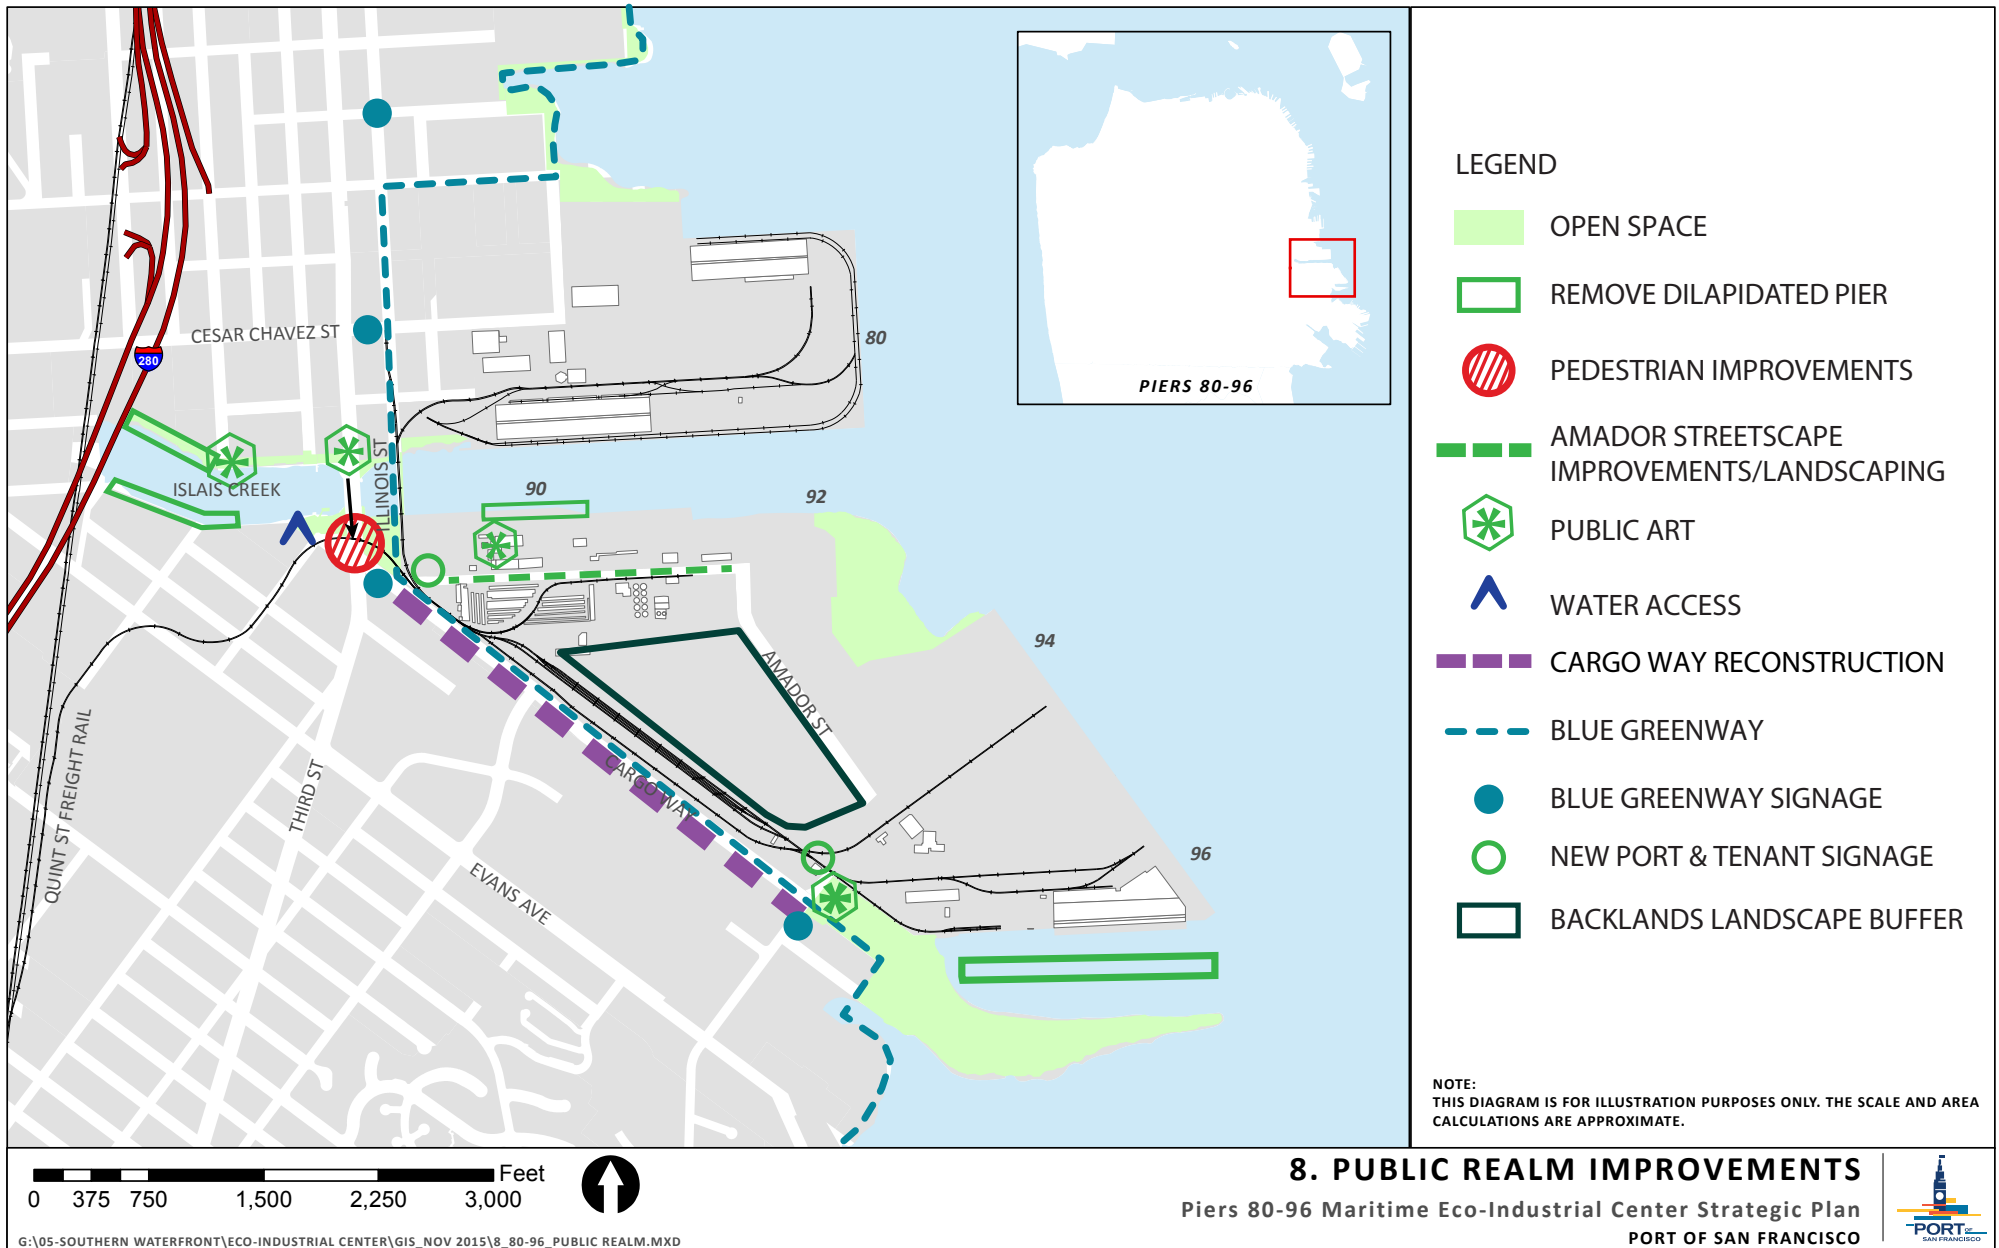 280
CESAR CHAVEZ ST
ISLAIS CREEK
ILLINOIS ST
QUINT ST FREIGHT RAIL
THIRD ST
EVANS AVE
CARGO WAY
AMADOR ST
80
90
92
94
96
PIERS 80-96
LEGEND
OPEN SPACE
REMOVE DILAPIDATED PIER
PEDESTRIAN IMPROVEMENTS
AMADOR STREETSCAPE
IMPROVEMENTS/LANDSCAPING
PUBLIC ART
WATER ACCESS
CARGO WAY RECONSTRUCTION
BLUE GREENWAY
BLUE GREENWAY SIGNAGE
NEW PORT & TENANT SIGNAGE
BACKLANDS LANDSCAPE BUFFER
NOTE:
THIS DIAGRAM IS FOR ILLUSTRATION PURPOSES ONLY. THE SCALE AND AREA
CALCULATIONS ARE APPROXIMATE.
Feet
0 375 750 1,500 2,250 3,000
G:\05-SOUTHERN WATERFRONT\ECO-INDUSTRIAL CENTER\GIS_NOV 2015\8_80-96_PUBLIC REALM.MXD
8. PUBLIC REALM IMPROVEMENTS
Piers 80-96 Maritime Eco-Industrial Center Strategic Plan
PORT OF SAN FRANCISCO
PORT OF
SAN FRANCISCO